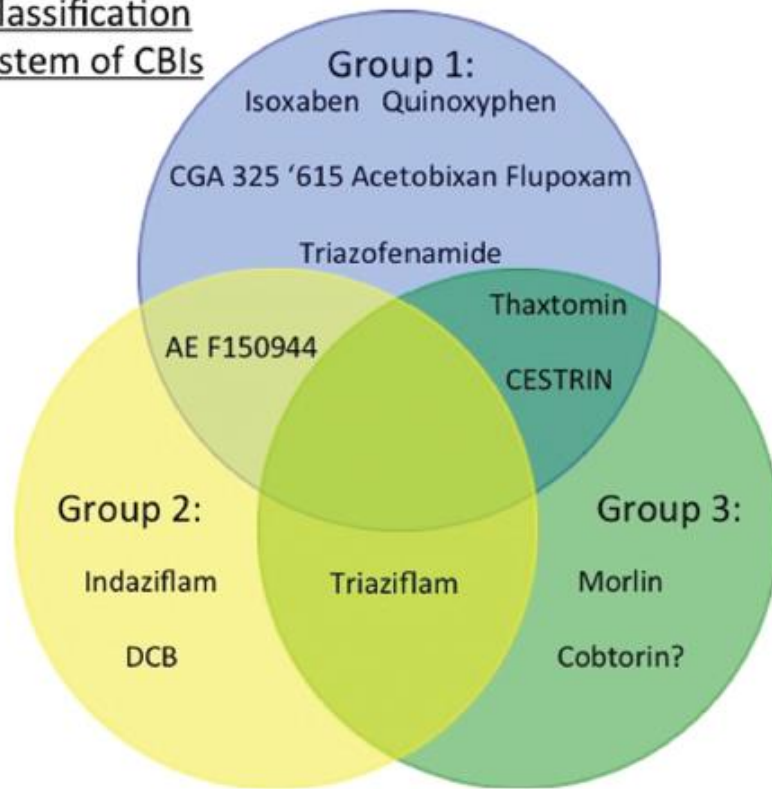 lassification
stem of CBIs
Group 1:
Isoxaben Quinoxyphen
CGA 325 ‘615 Acetobixan Flupoxam
Triazofenamide
Thaxtomin
AE F150944
CESTRIN
Group 2:
Group 3:
Indaziflam
Triaziflam
Morlin
DCB
Cobtorin?